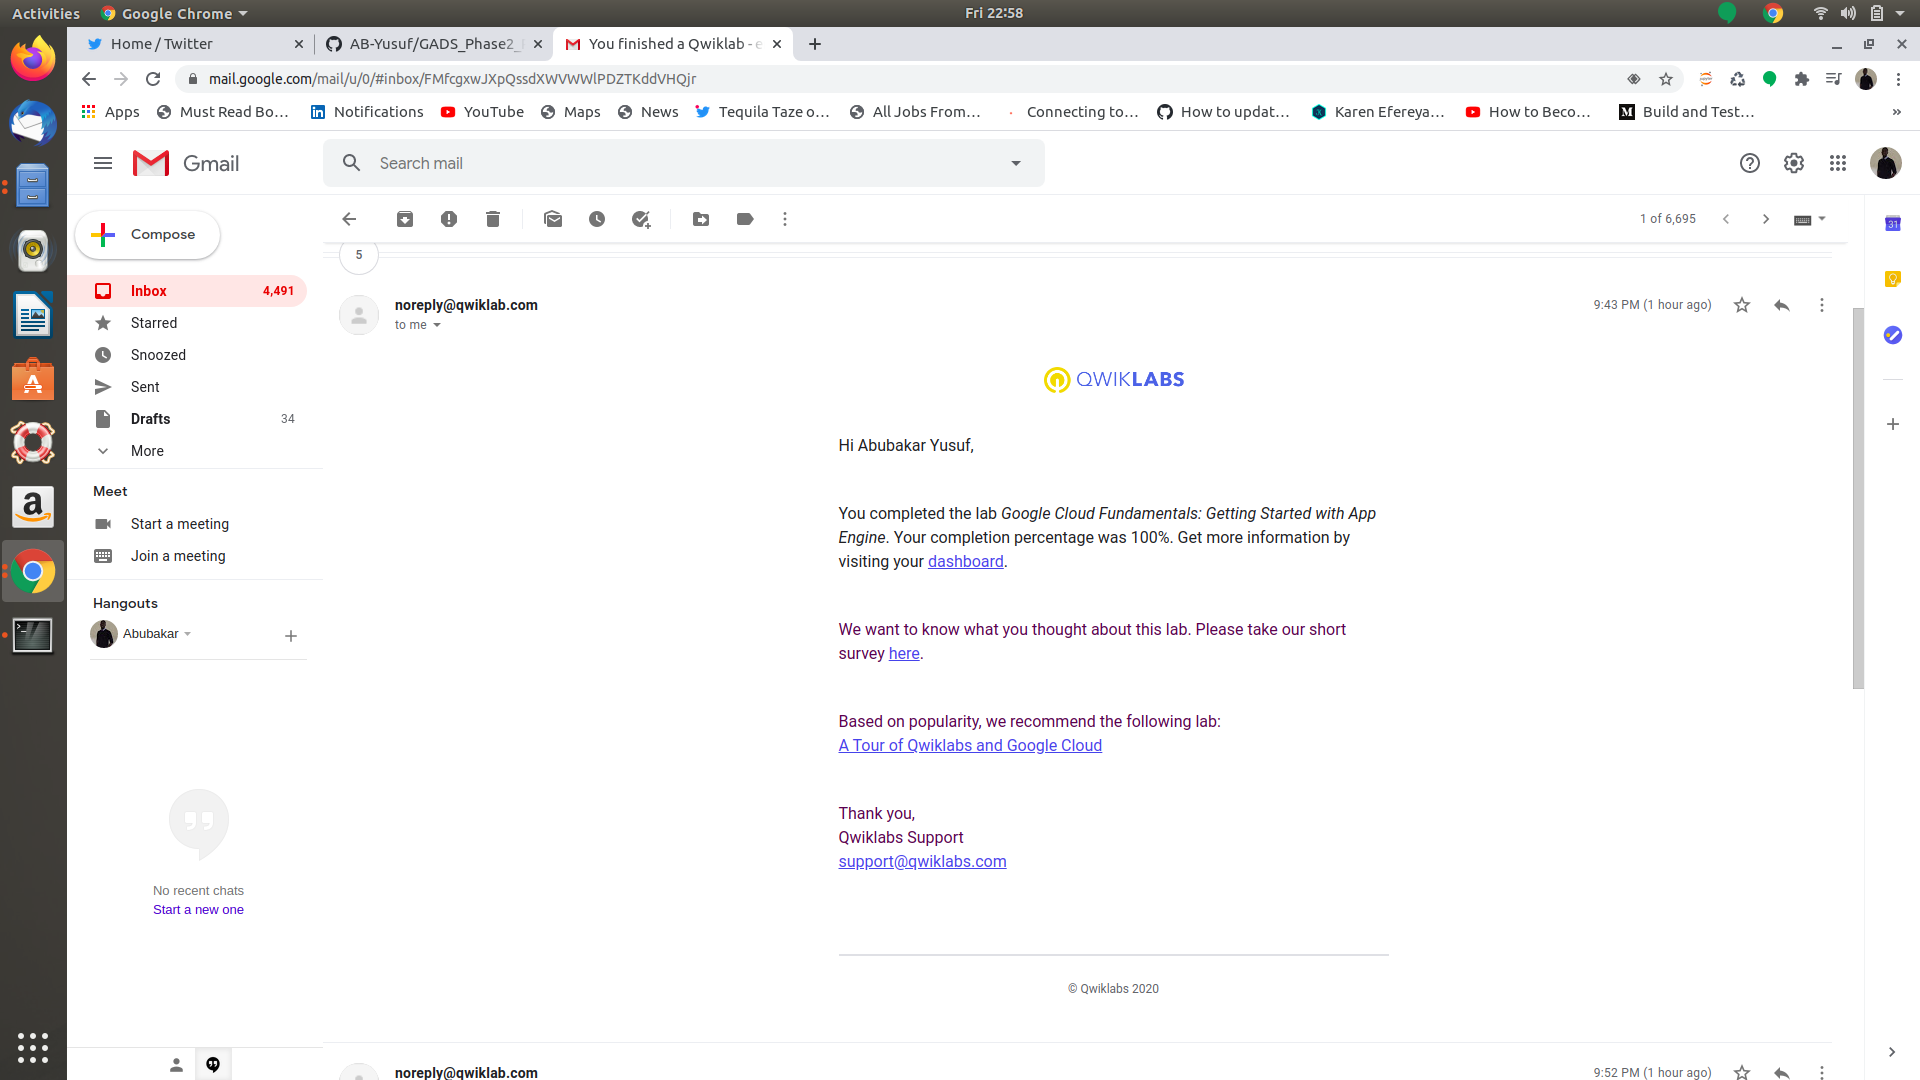 Activities
Google Chrome
Fri 22:58
Home / Twitter
AB-Yusuf/GADS_Phase2_
You finished a Qwiklab - e
mail.google.com/mail/u/0/#inbox/FMfcgxwJXpQssdXWVWWlPDZTKddVHQjr
Apps
Must Read Bo...
Notifications
YouTube
Maps
News
Tequila Taze o...
All Jobs From...
Connecting to...
How to updat...
Karen Efereya...
How to Beco...
Build and Test...
»
Gmail
Search mail
Compose
1 of 6,695
Inbox 4,491
Starred
Snoozed
Sent
Drafts 34
More
Meet
Start a meeting
Join a meeting
Hangouts
Abubakar
No recent chats
Start a new one
5
noreply@qwiklab.com
9:43 PM (1 hour ago)
to me
QWIKLABS
Hi Abubakar Yusuf,
You completed the lab Google Cloud Fundamentals: Getting Started with App
Engine. Your completion percentage was 100%. Get more information by
visiting your dashboard.
We want to know what you thought about this lab. Please take our short
survey here.
Based on popularity, we recommend the following lab:
A Tour of Qwiklabs and Google Cloud
Thank you,
Qwiklabs Support
support@qwiklabs.com
© Qwiklabs 2020
noreply@qwiklab.com
9:52 PM (1 hour ago)
31